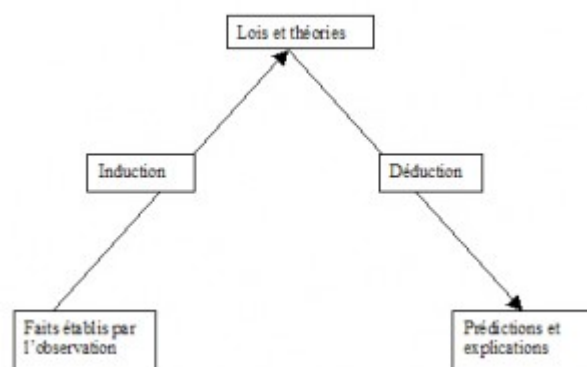 Lois et théories
Induction
Déduction
Faits établis par
l'observation
Prédictions et
explications